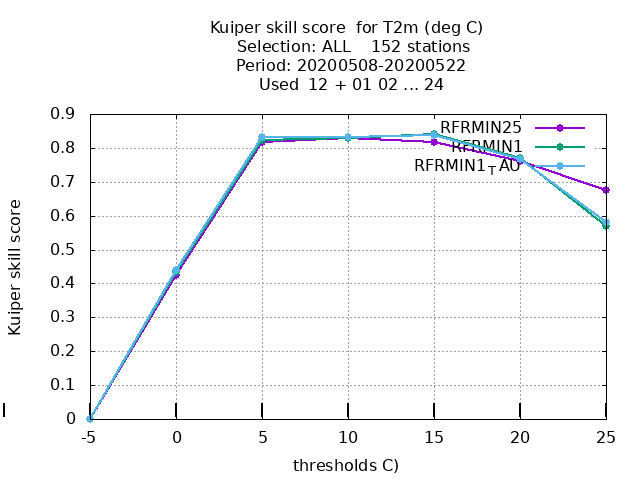 Kuiper skill score for T2m (deg C)
Selection: ALL 152 stations
Period: 20200508-20200522
Used 12 + 01 02 ... 24
RFRMIN25
RFRMIN1
RFRMIN1TAU
Kuiper skill score
0.9
0.8
0.7
0.6
0.5
0.4
0.3
0.2
0.1
0
-5
0
5
10
15
20
25
thresholds C)